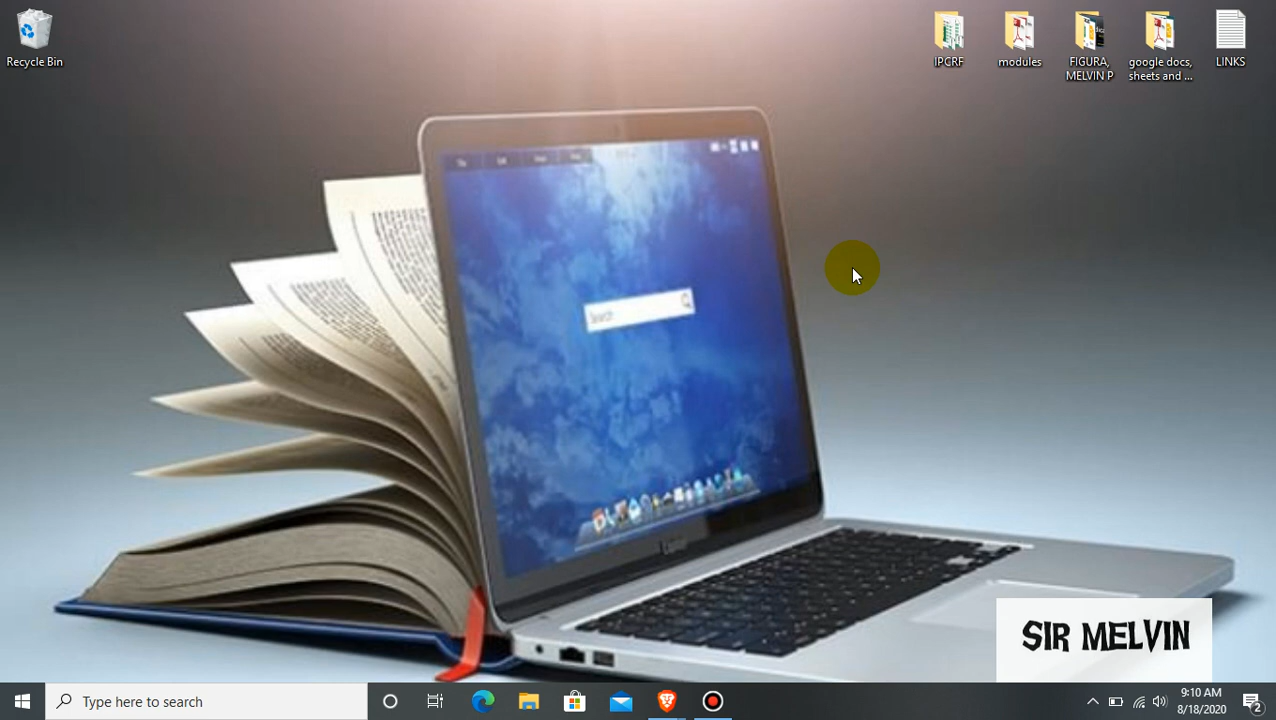 Recycle Bin
IPCRF
modules
FIGURA,
MELVIN P
google docs,
sheets and ...
LINKS
Search
SIR MELVIN
Type here to search
9:10 AM
8/18/2020
2